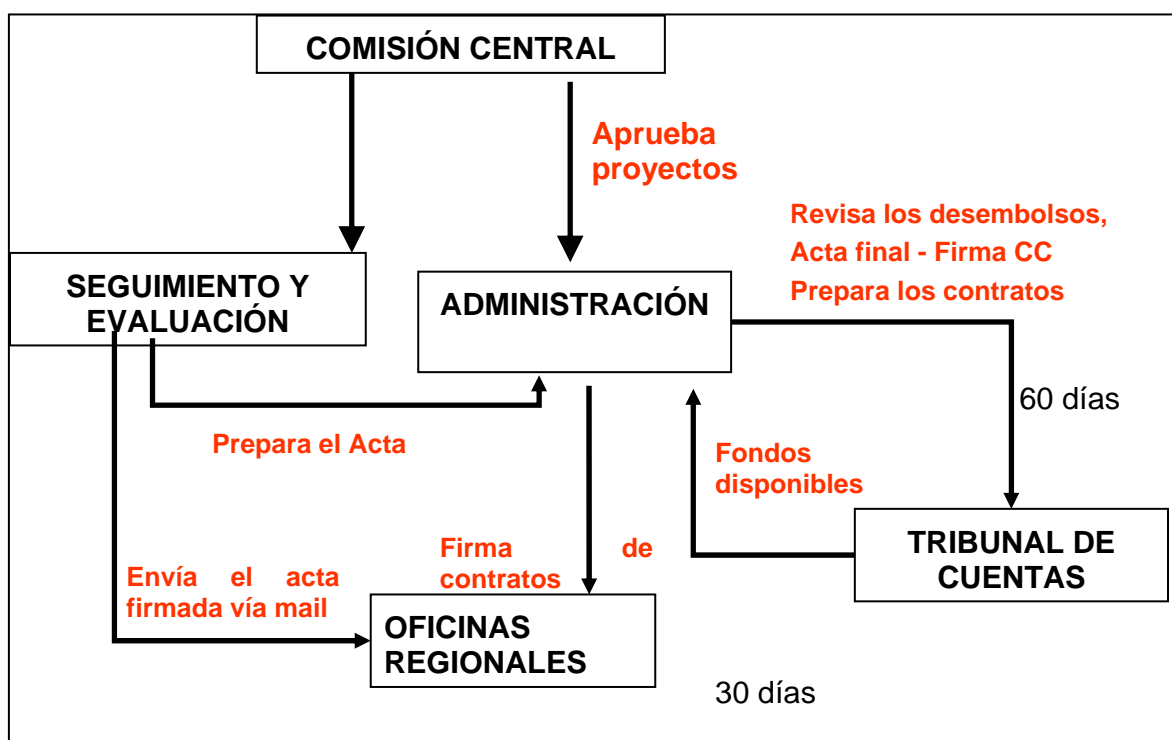 COMISIÓN CENTRAL
Aprueba
proyectos
Revisa los desembolsos,
Acta final - Firma CC
Prepara los contratos
SEGUIMIENTO Y
EVALUACIÓN
ADMINISTRACIÓN
60 días
Prepara el Acta
Fondos
disponibles
TRIBUNAL DE
CUENTAS
Firma de
contratos
Envía el acta
firmada vía mail
OFICINAS
REGIONALES
30 días